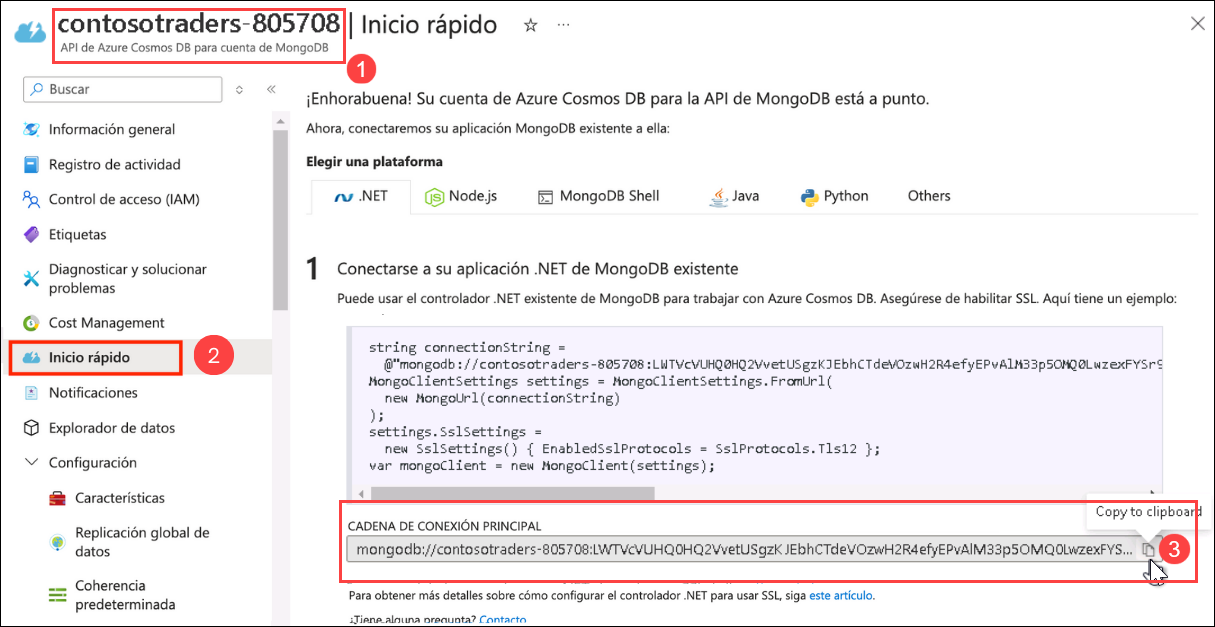 contosotraders-805708 | Inicio rápido
API de Azure Cosmos DB para cuenta de MongoDB
1
Buscar
Información general
Registro de actividad
Control de acceso (IAM)
Etiquetas
Diagnosticar y solucionar
problemas
Cost Management
Inicio rápido
2
Notificaciones
Explorador de datos
Configuración
Características
Replicación global de
datos
Coherencia
predeterminada
¡Enhorabuena! Su cuenta de Azure Cosmos DB para la API de MongoDB está a punto.
Ahora, conectaremos su aplicación MongoDB existente a ella:
Elegir una plataforma
.NET Node.js MongoDB Shell Java Python Others
1 Conectarse a su aplicación .NET de MongoDB existente
Puede usar el controlador .NET existente de MongoDB para trabajar con Azure Cosmos DB. Asegúrese de habilitar SSL. Aquí tiene un ejemplo:
string connectionString =
@"mongodb://contosotraders-805708:LWTVcVUHQ0HQ2VvetUSgzKJEbhCTdeVOzwH2R4efyEPvAlM33p5OMQ0LwzexFYSr9
MongoClientSettings settings = MongoClientSettings.FromUrl(
new MongoUrl(connectionString)
);
settings.SslSettings =
new SslSettings() { EnabledSslProtocols = SslProtocols.Tls12 };
var mongoClient = new MongoClient(settings);
Copy to clipboard
CADENA DE CONEXIÓN PRINCIPAL
mongodb://contosotraders-805708:LWTVcVUHQ0HQ2VvetUSgzKJEbhCTdeVOzwH2R4efyEPvAlM33p5OMQ0LwzexFYS...
3
Para obtener más detalles sobre cómo configurar el controlador .NET para usar SSL, siga este artículo.
¿Tiene alguna pregunta? Contacto